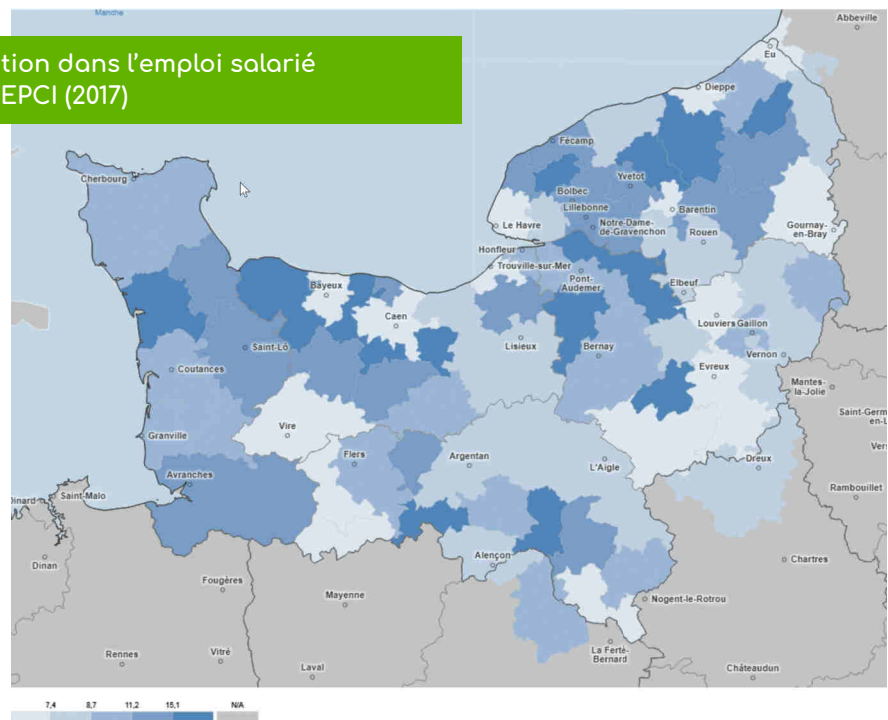 Manche
Abbeville
tion dans l'emploi salarié
EPCI (2017)
Eu
Dieppe
Fécamp
Cherbourg
Yvetot
Bolbec
Lillebonne
Barentin
Notre-Dame-
de-Gravenchon
Le Havre
Rouen
Gournay-
en-Bray
Honfleur
Trouville-sur-Mer
Pont-
Audemer
Elbeuf
Bayeux
Caen
Louviers
Gaillon
Saint-Lô
Lisieux
Bernay
Vernon
Coutances
Evreux
Mantes-
la-Jolie
Saint-Germ
en-L
Granville
Vire
Vers
Flers
Argentan
L'Aigle
Dreux
Avranches
Rambouillet
Dinard
Saint-Malo
Alençon
Chartres
Dinan
Fougères
Mayenne
Nogent-le-Rotrou
Rennes
Vitré
Laval
La Ferté-
Bernard
Châteaudun
7,4 8,7 11,2 15,1 N/A